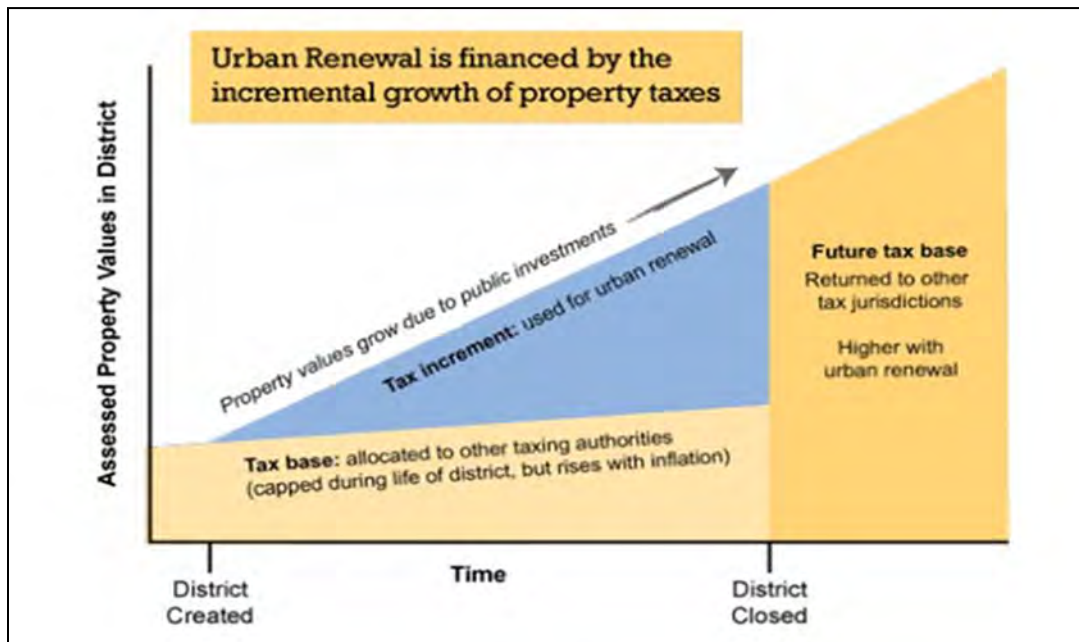 Urban Renewal is financed by the
incremental growth of property taxes
Assessed Property Values in District
Property values grow due to public investments
Tax increment: used for urban renewal
Tax base: allocated to other taxing authorities
(capped during life of district, but rises with inflation)
Future tax base
Returned to other
tax jurisdictions
Higher with
urban renewal
District
Created
Time
District
Closed